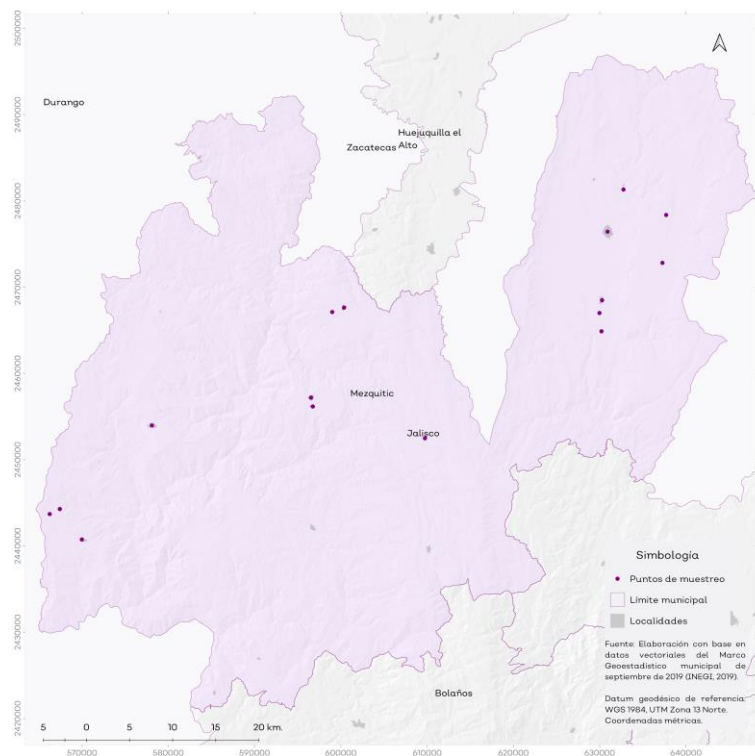 2500000
Durango
Huejuquilla el
Alto
Zacatecas
2490000
2480000
2470000
2460000
Mezquitic
Jalisco
2450000
2440000
2430000
2420000
Bolaños
Simbología
Puntos de muestreo
Límite municipal
Localidades
Fuente: Elaboración con base en
datos vectoriales del Marco
Geoestadístico municipal de
septiembre de 2019 (INEGI, 2019).
Datum geodésico de referencia:
WGS 1984, UTM Zona 13 Norte.
Coordenadas métricas.
5 0 5 10 15 20 km.
570000 580000 590000 600000 610000 620000 630000 640000